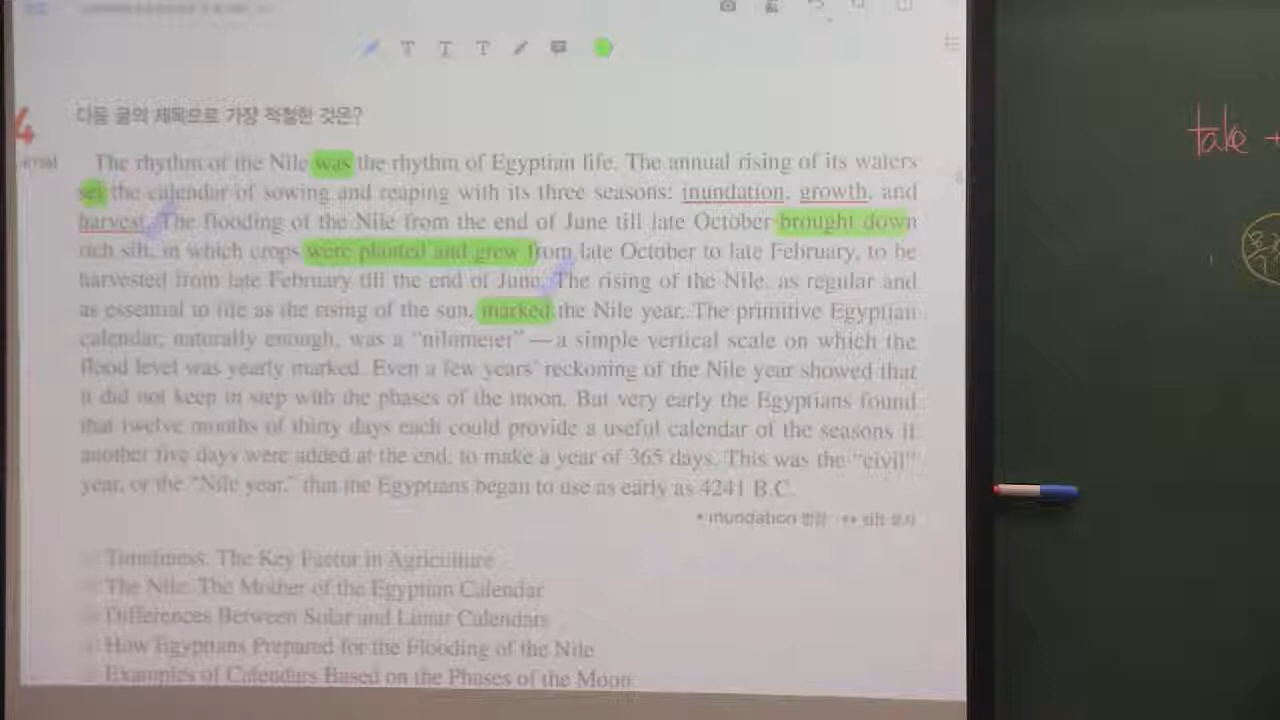 4
다음 글의 제목으로 가장 적절한 것은?
The rhythm of the Nile was the rhythm of Egyptian life. The annual rising of its waters
set the calendar of sowing and reaping with its three seasons: inundation, growth, and
harvest. The flooding of the Nile from the end of June till late October brought down
rich silt, in which crops were planted and grew from late October to late February, to be
harvested from late February till the end of June. The rising of the Nile, as regular and
as essential to life as the rising of the sun, marked the Nile year. The primitive Egyptian
calendar, naturally enough, was a “nilometer” — a simple vertical scale on which the
flood level was yearly marked. Even a few years’ reckoning of the Nile year showed that
it did not keep in step with the phases of the moon. But very early the Egyptians found
that twelve months of thirty days each could provide a useful calendar of the seasons if
another five days were added at the end, to make a year of 365 days. This was the “civil”
year, or the “Nile year,” that the Egyptians began to use as early as 4241 B.C.
* inundation ** silt
Timeliness: The Key Factor in Agriculture
The Nile: The Mother of the Egyptian Calendar
Differences Between Solar and Lunar Calendars
How Egyptians Prepared for the Flooding of the Nile
Examples of Calendars Based on the Phases of the Moon
take +